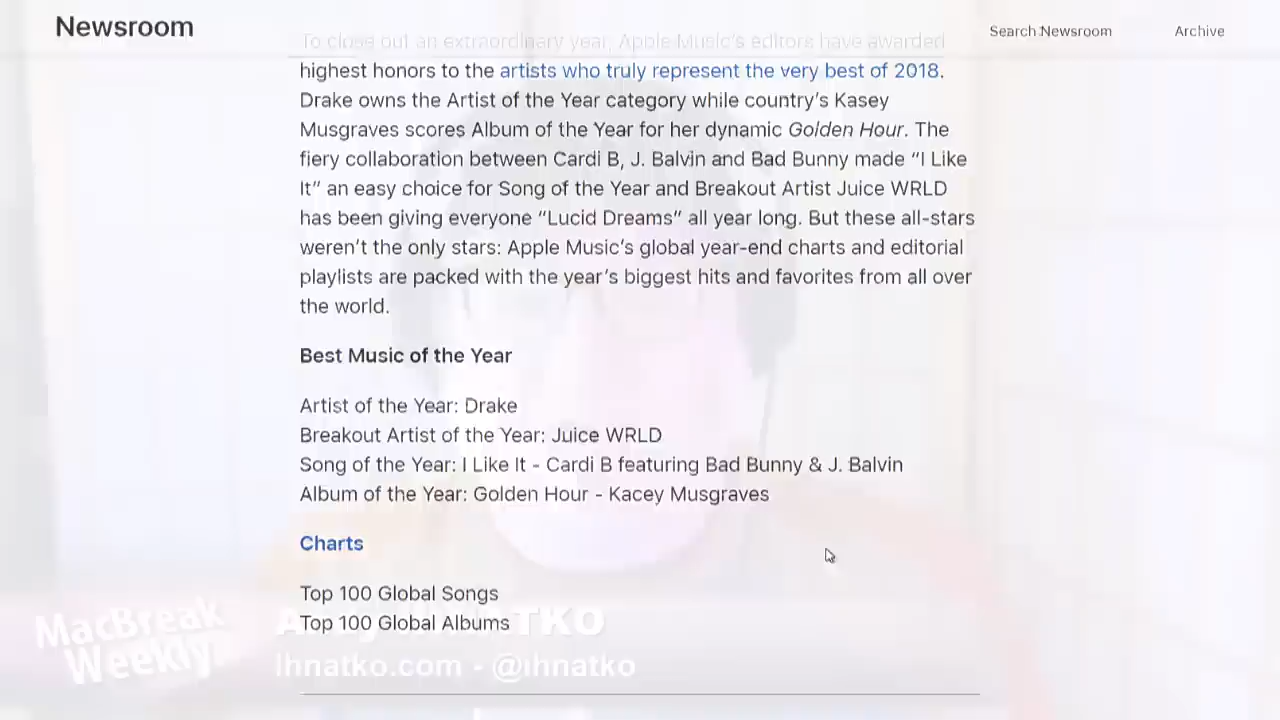 Newsroom
Search Newsroom
Archive
To close out an extraordinary year, Apple Music's editors have awarded
highest honors to the artists who truly represent the very best of 2018.
Drake owns the Artist of the Year category while country's Kasey
Musgraves scores Album of the Year for her dynamic Golden Hour. The
fiery collaboration between Cardi B, J. Balvin and Bad Bunny made “I Like
It” an easy choice for Song of the Year and Breakout Artist Juice WRLD
has been giving everyone “Lucid Dreams” all year long. But these all-stars
weren't the only stars: Apple Music's global year-end charts and editorial
playlists are packed with the year's biggest hits and favorites from all over
the world.
Best Music of the Year
Artist of the Year: Drake
Breakout Artist of the Year: Juice WRLD
Song of the Year: I Like It - Cardi B featuring Bad Bunny & J. Balvin
Album of the Year: Golden Hour - Kacey Musgraves
Charts
Top 100 Global Songs
Top 100 Global Albums
MacBreak
Weekly
Ihnatko.com - @ihnatko